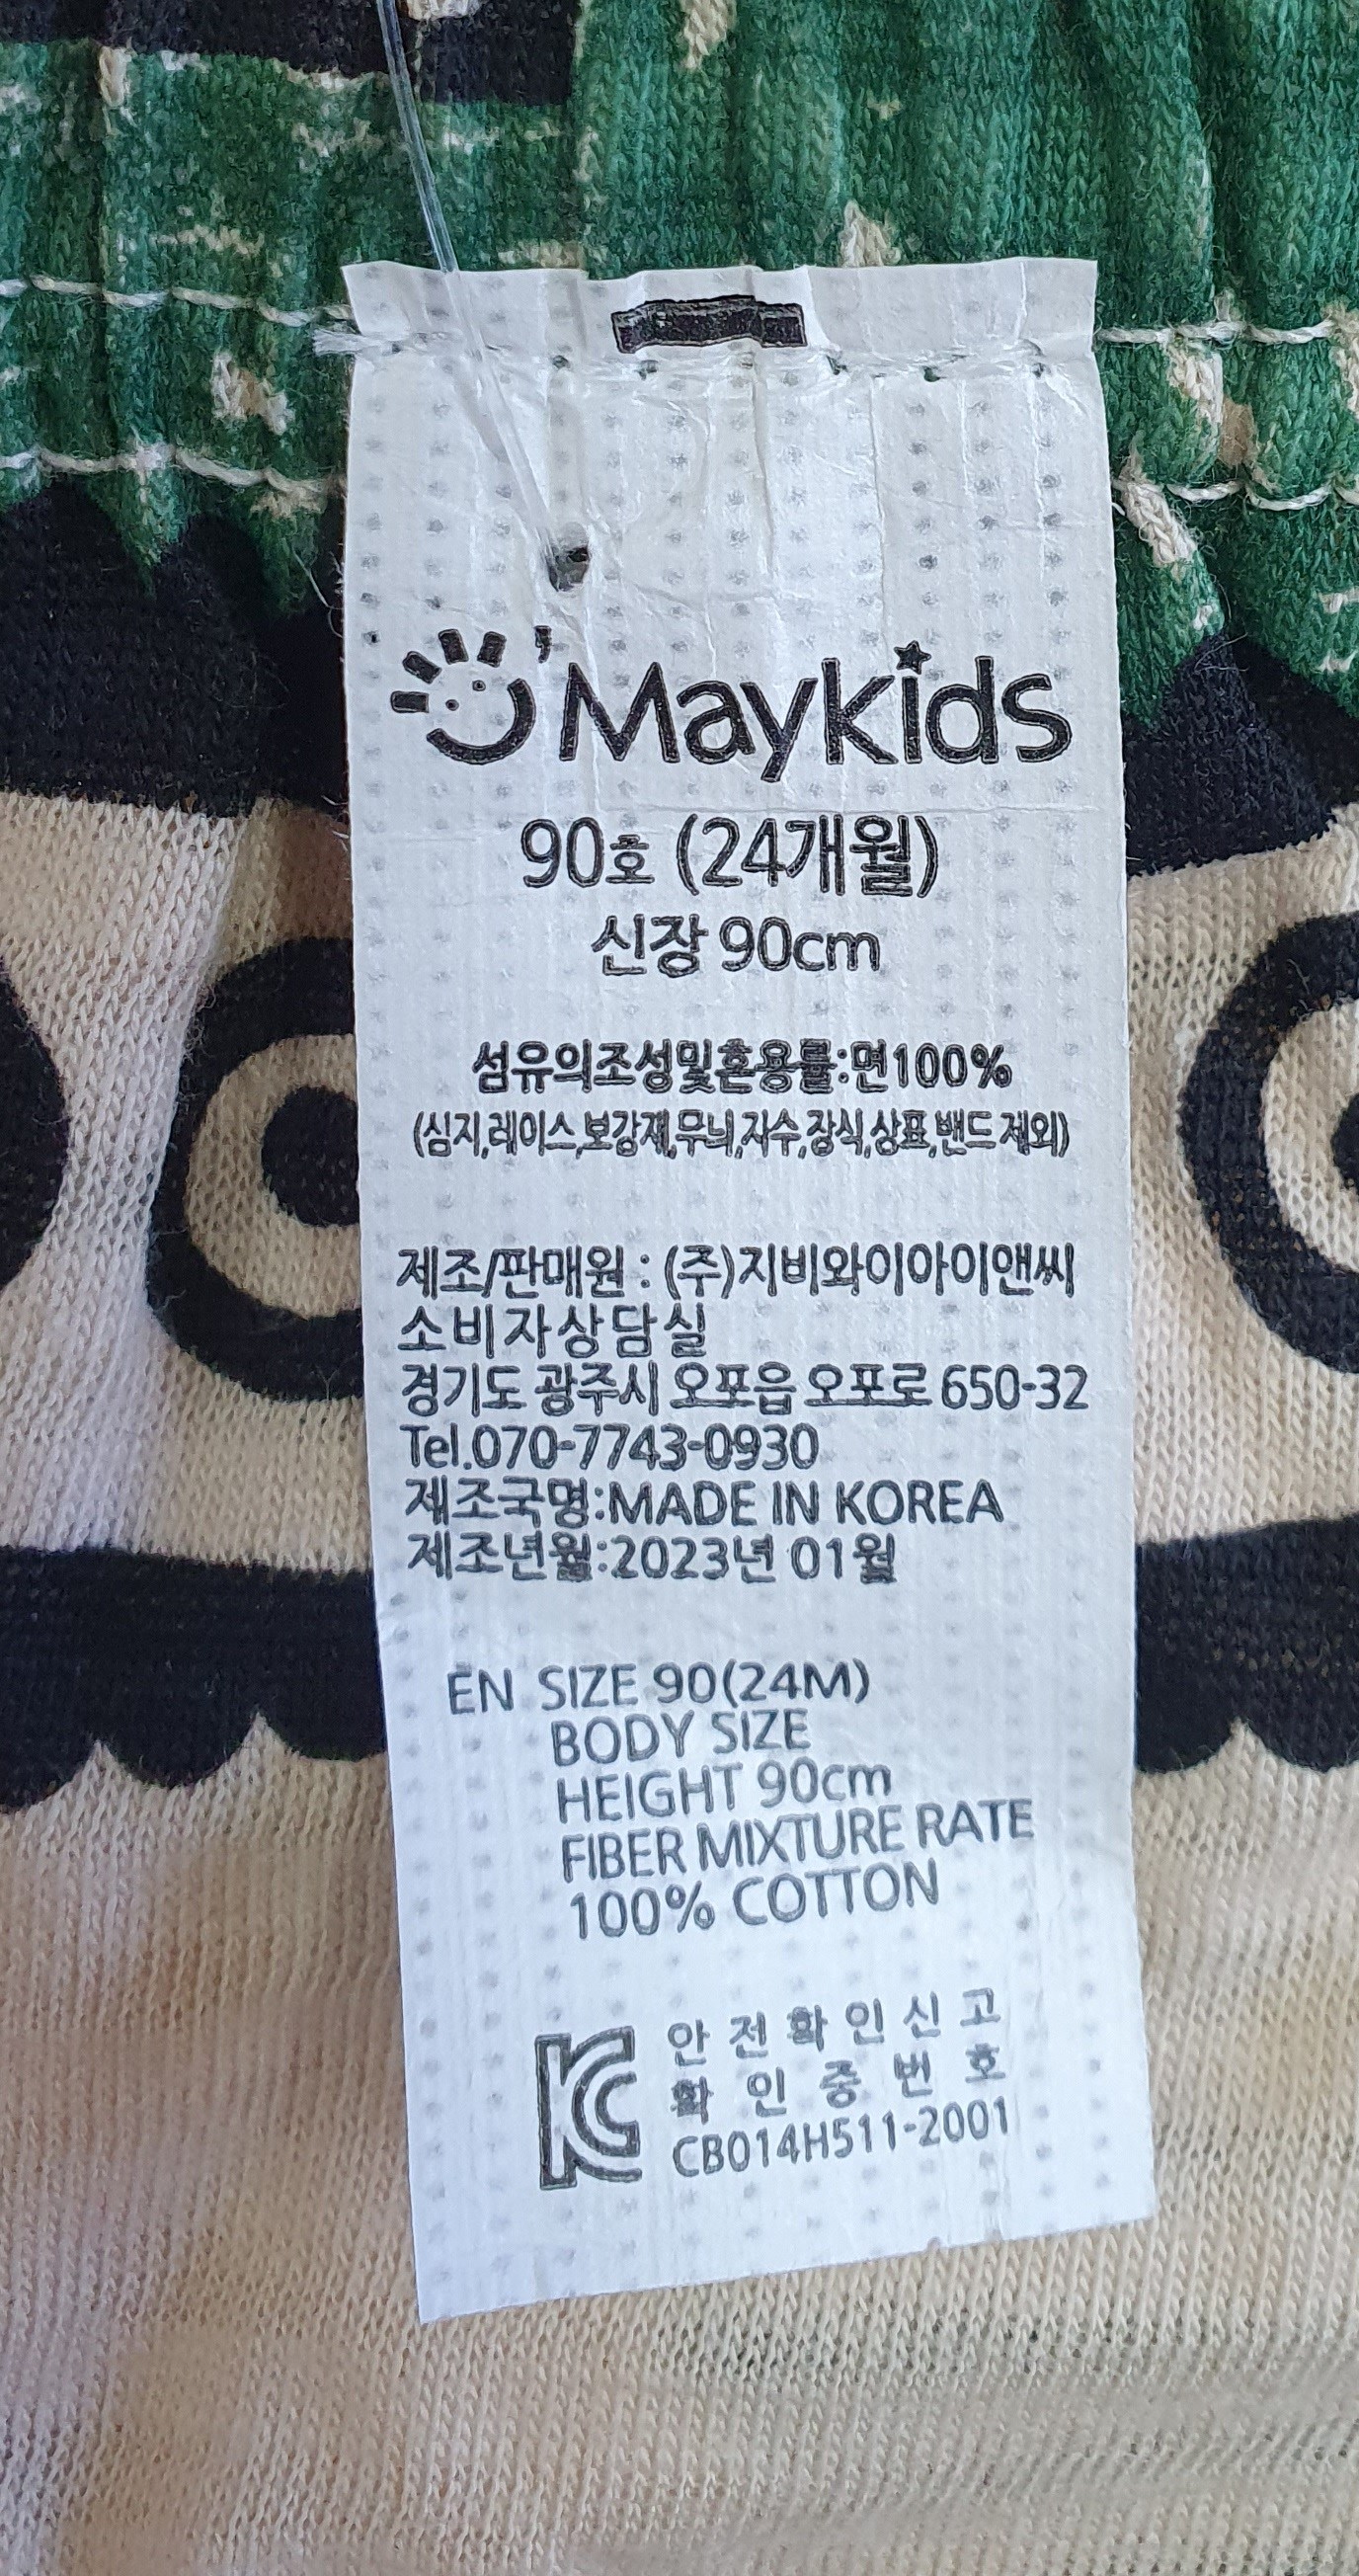 'Maykids
90호 (24개월)
신장 90cm
섬유의조성및혼용률:면100%
(심지,레이스,보강재,무늬,자수,장식,상표,밴드 제외)
제조/판매원 : (주)지비와이아이앤씨
소비자상담실
경기도 광주시 오포읍 오포로 650-32
Tel.070-7743-0930
제조국명:MADE IN KOREA
제조년월:2023년 01월
EN SIZE 90(24M)
BODY SIZE
HEIGHT 90cm
FIBER MIXTURE RATE
100% COTTON
안전확인신고
확인증번호
CB014H511-2001